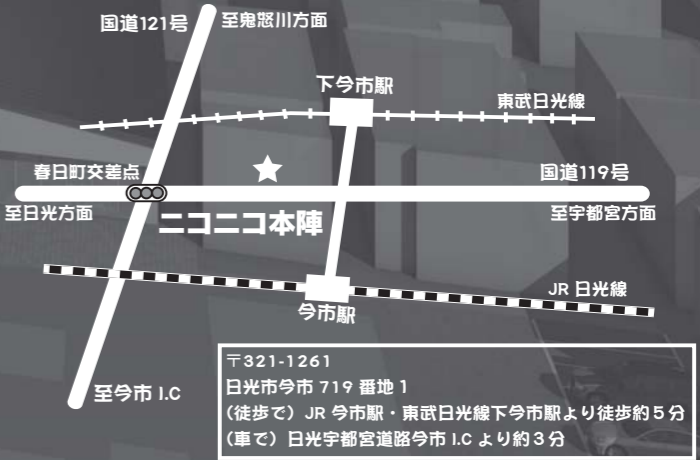 国道121号
至鬼怒川方面
下今市駅
東武日光線
春日町交差点
国道119号
至日光方面
ニコニコ本陣
至宇都宮方面
JR 日光線
今市駅
至今市 I.C
〒321-1261
日光市今市 719 番地 1
(徒歩で) JR 今市駅・東武日光線下今市駅より徒歩約5分
(車で) 日光宇都宮道路今市 I.C より約3分